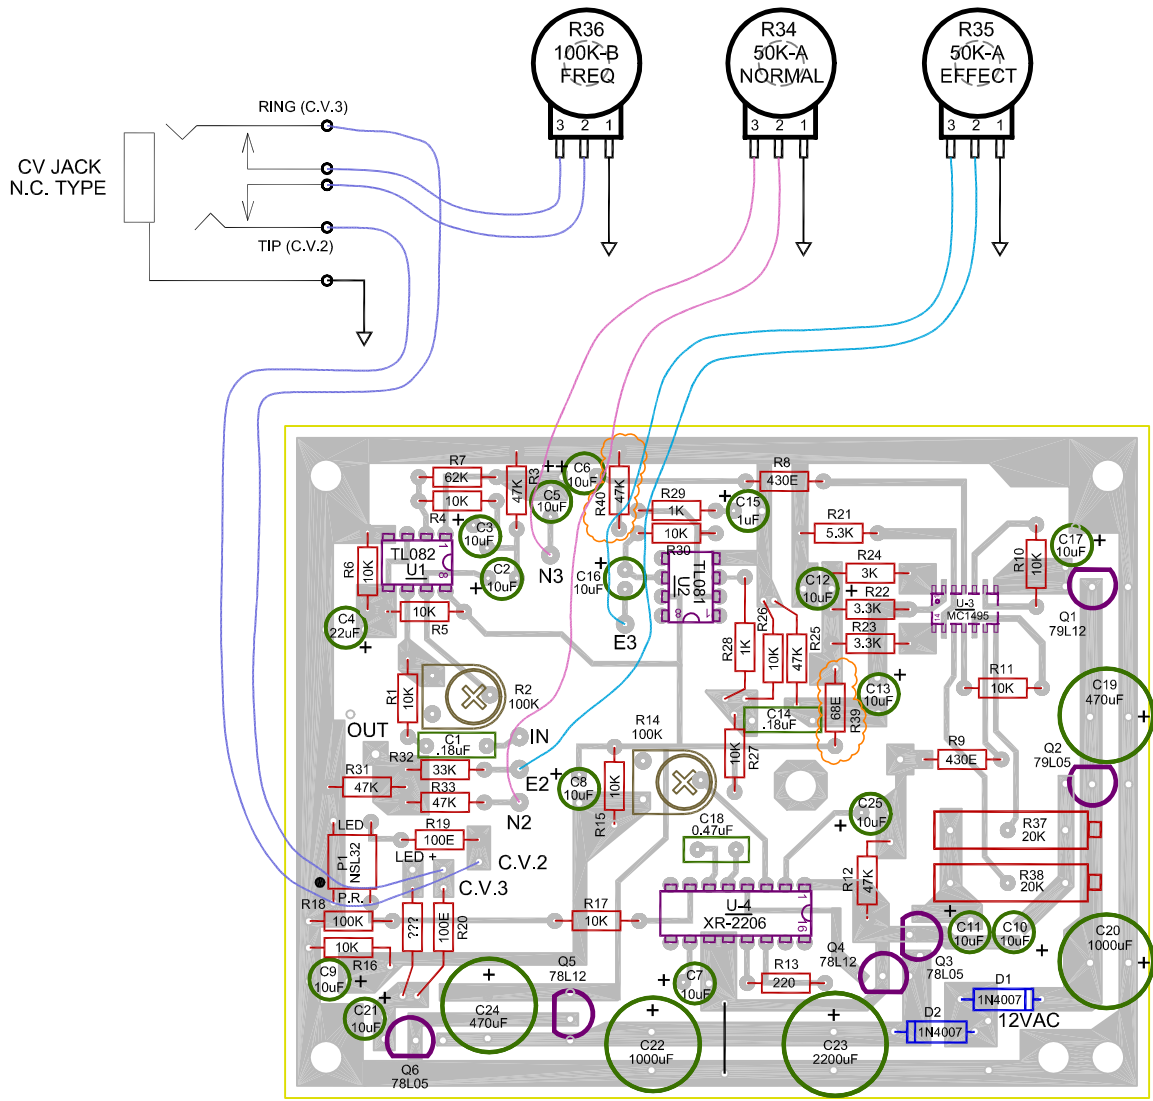 R36
100K-B
FREQ
3 2 1
R34
50K-A
NORMAL
3 2 1
R35
50K-A
EFFECT
3 2 1
RING (C.V.3)
CV JACK
N.C. TYPE
TIP (C.V.2)
R7
62K
10K
R4
R3
47K
C6
10uF
++
C5
10uF
R40
47K
R29
1K
10K
R30
C15
1uF
+
R8
430E
R21
5.3K
R10
10K
C17
10uF
+
R6
10K
TL082
U1
1
8
C3
10uF
+
C2
10uF
+
N3
C16
10uF
+
TL081
U2
1
8
C12
10uF
+
R24
3K
R22
3.3K
R23
3.3K
U-3
MC1495
14
Q1
79L12
C4
22uF
+
10K
R5
E3
R28
1K
R26
10K
R25
47K
R1
10K
R2
100K
C13
10uF
+
R39
68E
R11
10K
C19
470uF
+
OUT
C1
.18uF
IN
R14
100K
C14
.18uF
R27
10K
R9
430E
Q2
79L05
R32
33K
R31
47K
R33
47K
E2
N2
C8
10uF
+
R15
10K
C25
10uF
+
R37
20K
R38
20K
LED
P1
NSL32
P.R.
R19
100E
LED +
C.V.2
C.V.3
C18
0.47uF
R12
47K
R18
100K
10K
R16
???
100E
R20
R17
10K
U-4
XR-2206
1
16
Q4
78L12
Q3
78L05
C11
10uF
+
C10
10uF
+
C20
1000uF
+
C9
10uF
+
C21
10uF
+
Q6
78L05
C24
470uF
+
Q5
78L12
C7
10uF
+
R13
220
C22
1000uF
+
C23
2200uF
+
D1
1N4007
D2
1N4007
12VAC